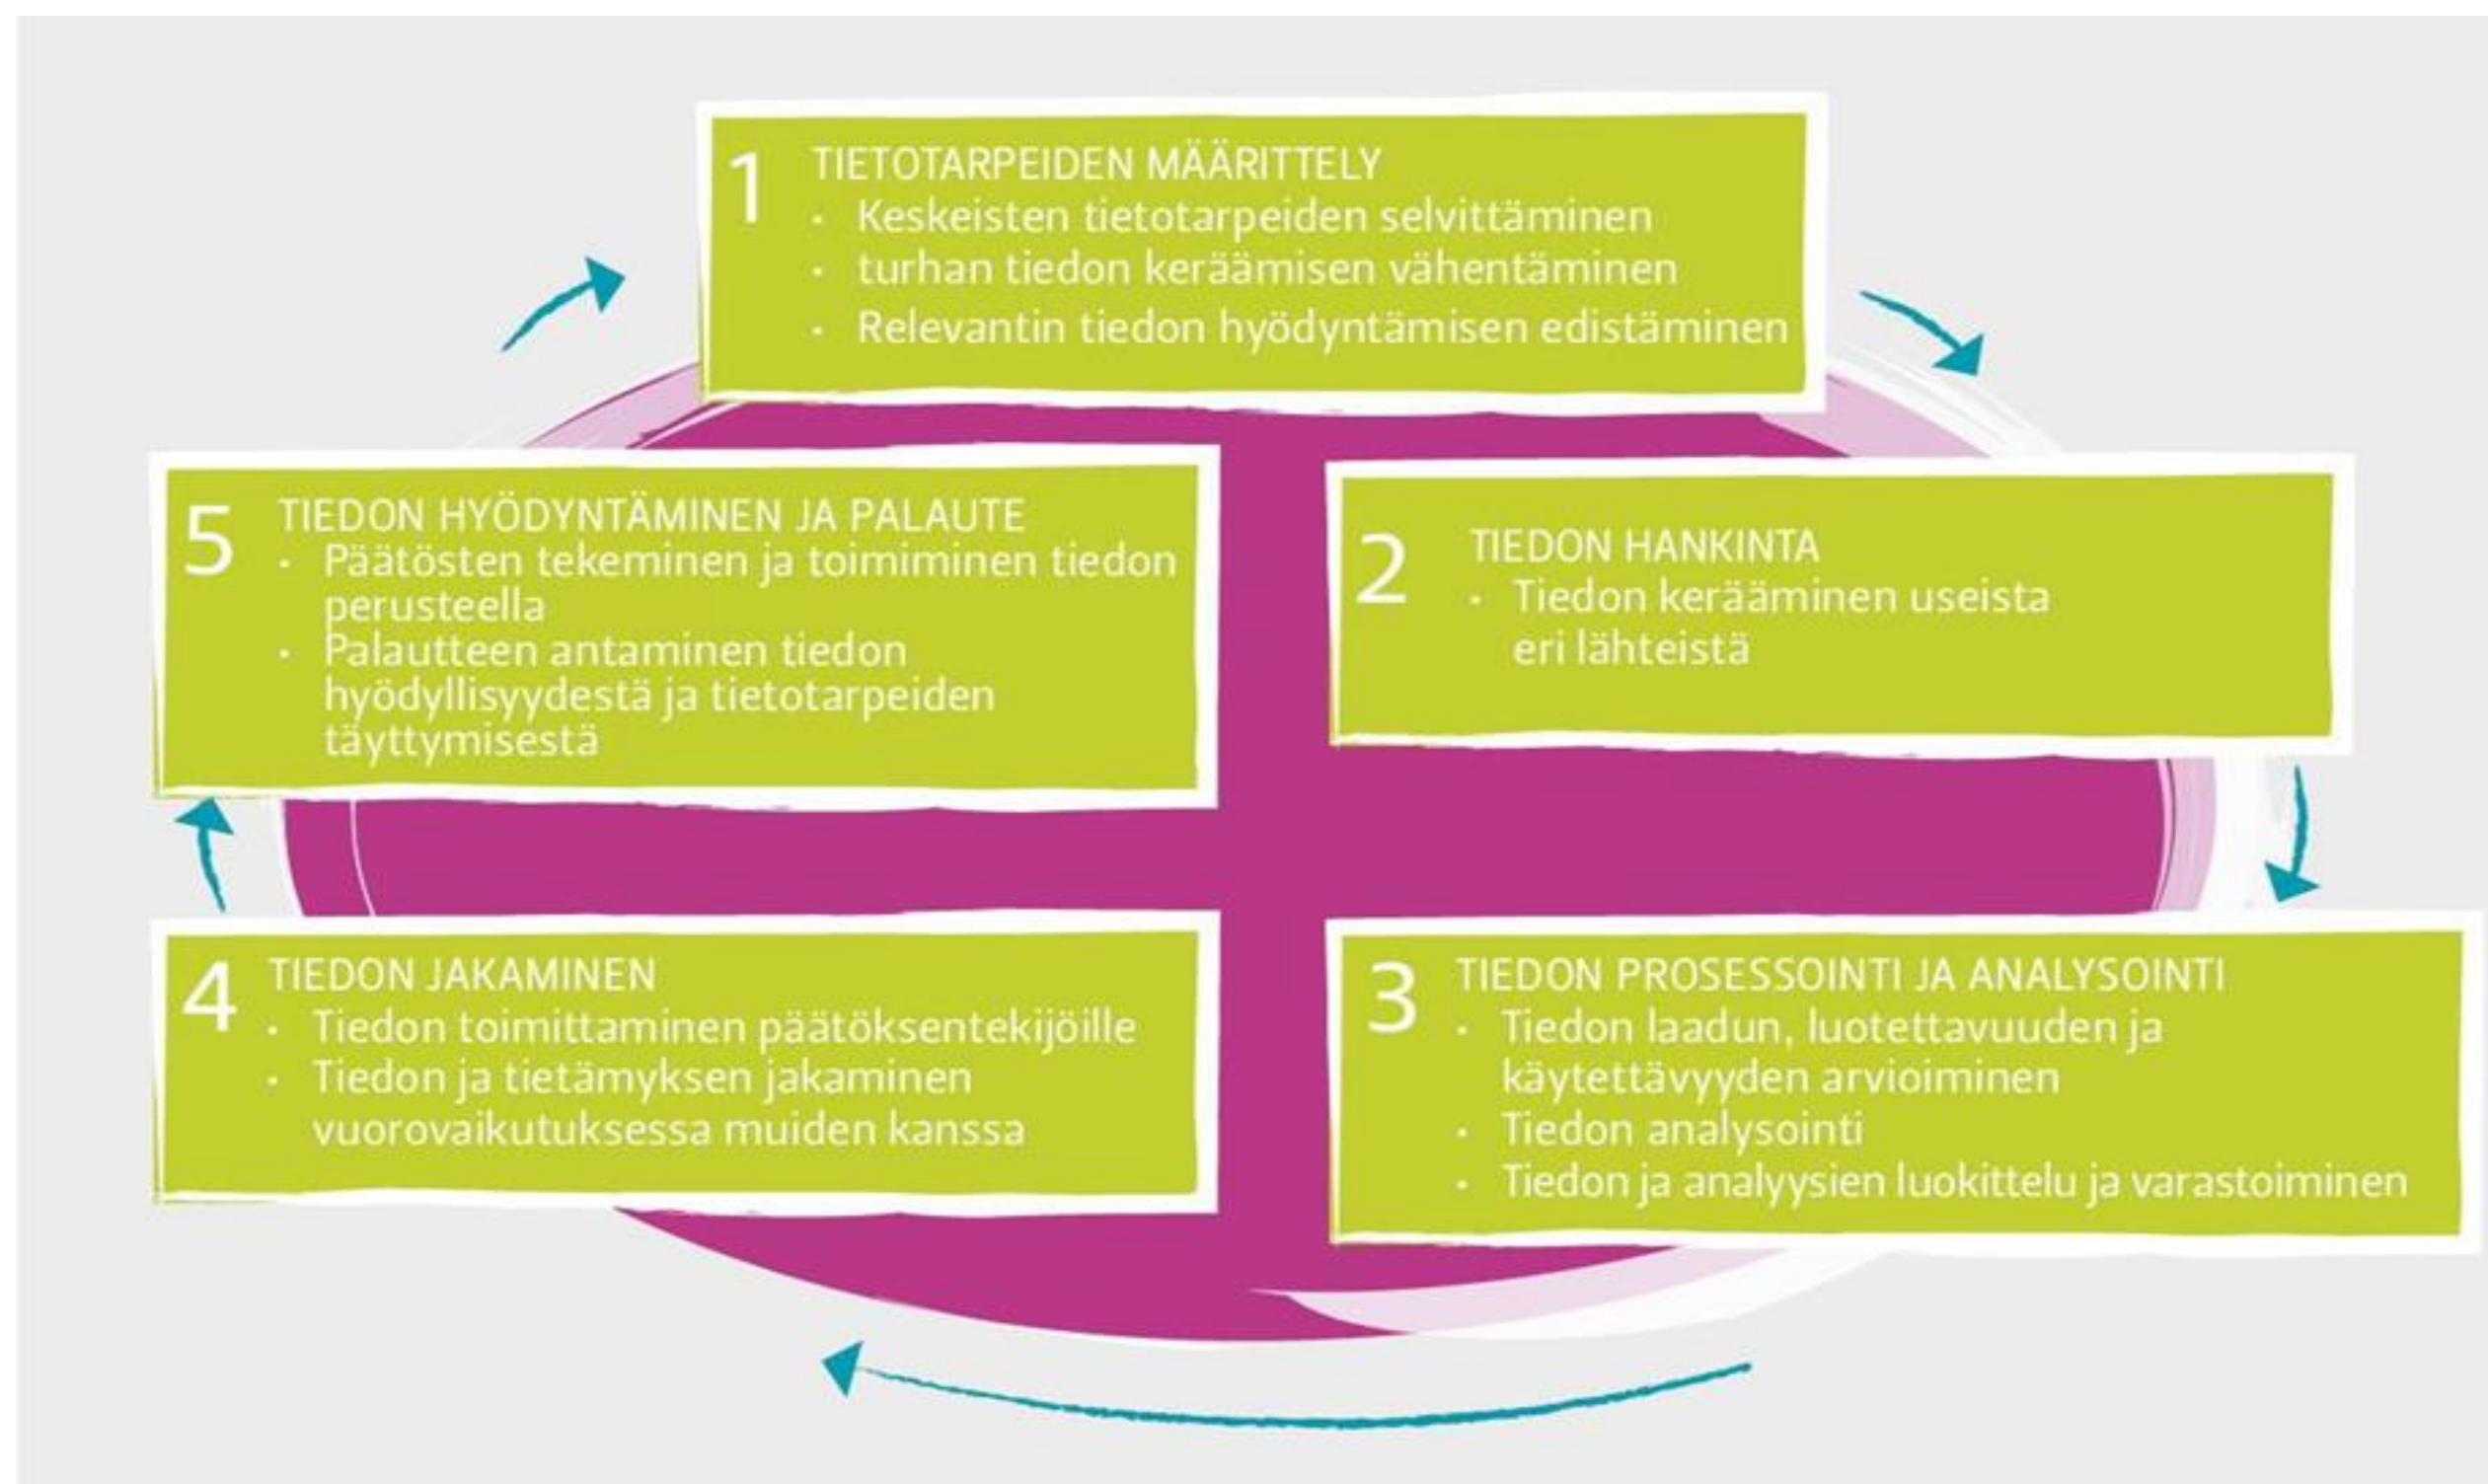 1 TIETOTARPEIDEN MÄÄRITTELY
· Keskeisten tietotarpeiden selvittäminen
· turhan tiedon keräämisen vähentäminen
· Relevantin tiedon hyödyntämisen edistäminen
2 TIEDON HANKINTA
· Tiedon kerääminen useista
eri lähteistä
3 TIEDON PROSESSOINTI JA ANALYSOINTI
· Tiedon laadun, luotettavuuden ja
käytettävyyden arvioiminen
· Tiedon analysointi
· Tiedon ja analyysien luokittelu ja varastoiminen
4 TIEDON JAKAMINEN
· Tiedon toimittaminen päätöksentekijöille
· Tiedon ja tietämyksen jakaminen
vuorovaikutuksessa muiden kanssa
5 TIEDON HYÖDYNTÄMINEN JA PALAUTE
· Päätösten tekeminen ja toimiminen tiedon
perusteella
· Palautteen antaminen tiedon
hyödyllisyydestä ja tietotarpeiden
täyttymisestä